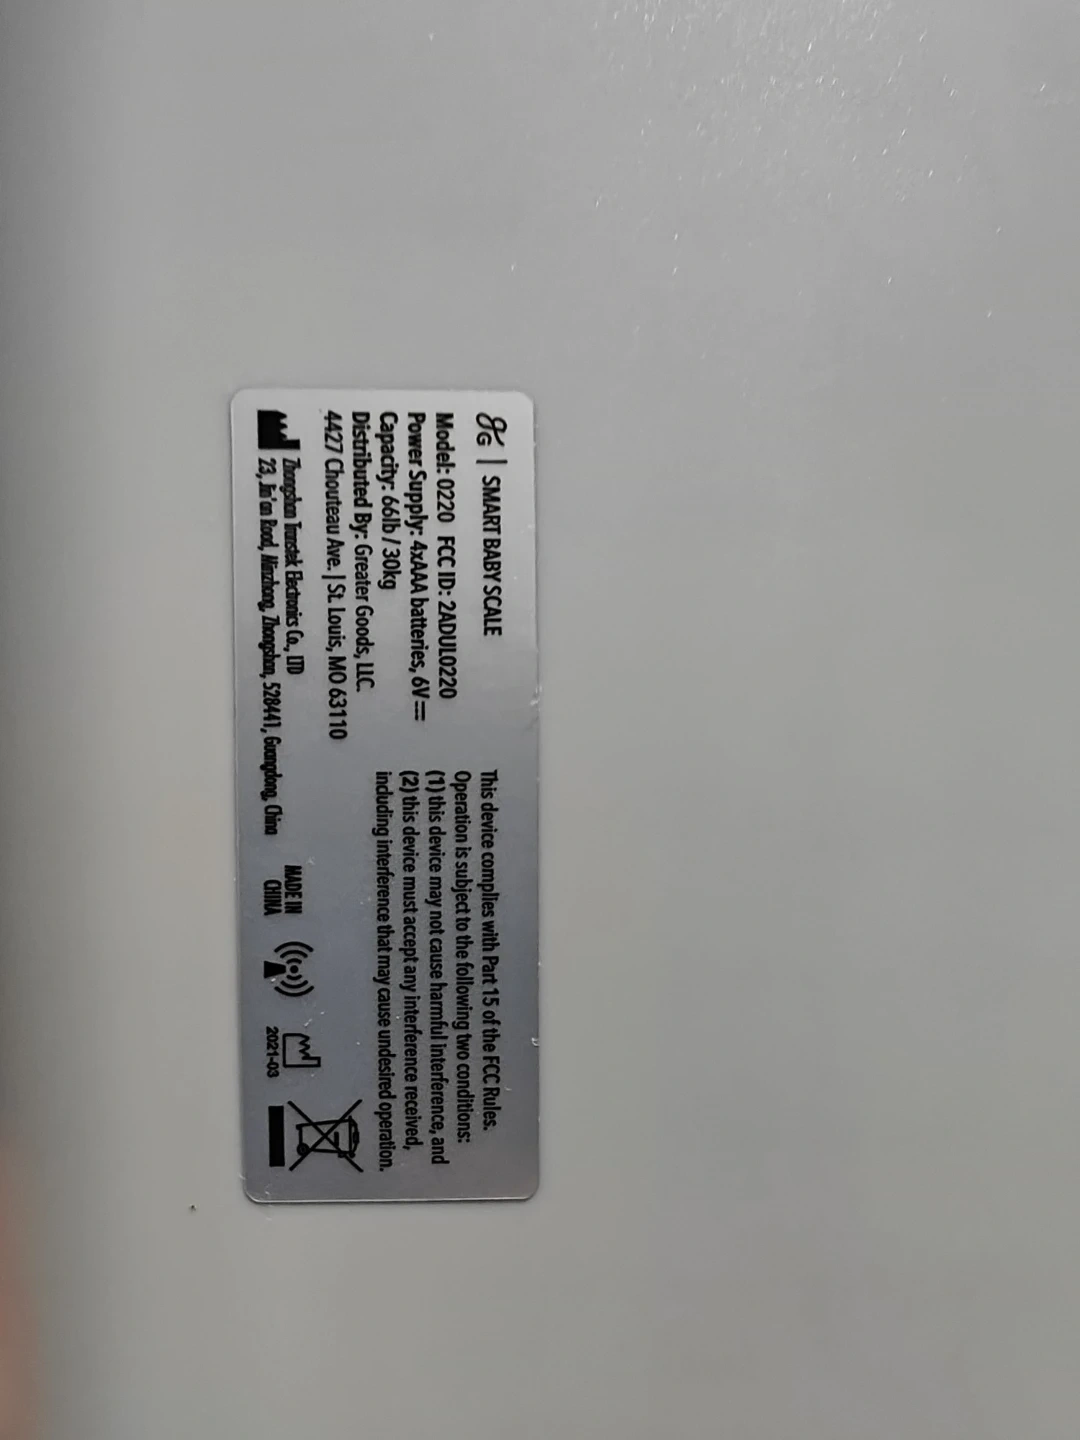 GG | SMART BABY SCALE
Model: 0220 FCC ID: 2ADUL0220
Power Supply: 4xAAA batteries, 6V⎓
Capacity: 66lb / 30kg
Distributed By: Greater Goods, LLC.
4427 Chouteau Ave. | St. Louis, MO 63110
Zhongshan Transtek Electronics Co., LTD
23, Jin'an Road, Minzhong, Zhongshan, 528441, Guangdong, China
This device complies with Part 15 of the FCC Rules.
Operation is subject to the following two conditions:
(1) this device may not cause harmful interference, and
(2) this device must accept any interference received,
including interference that may cause undesired operation.
MADE IN
CHINA
2021-03